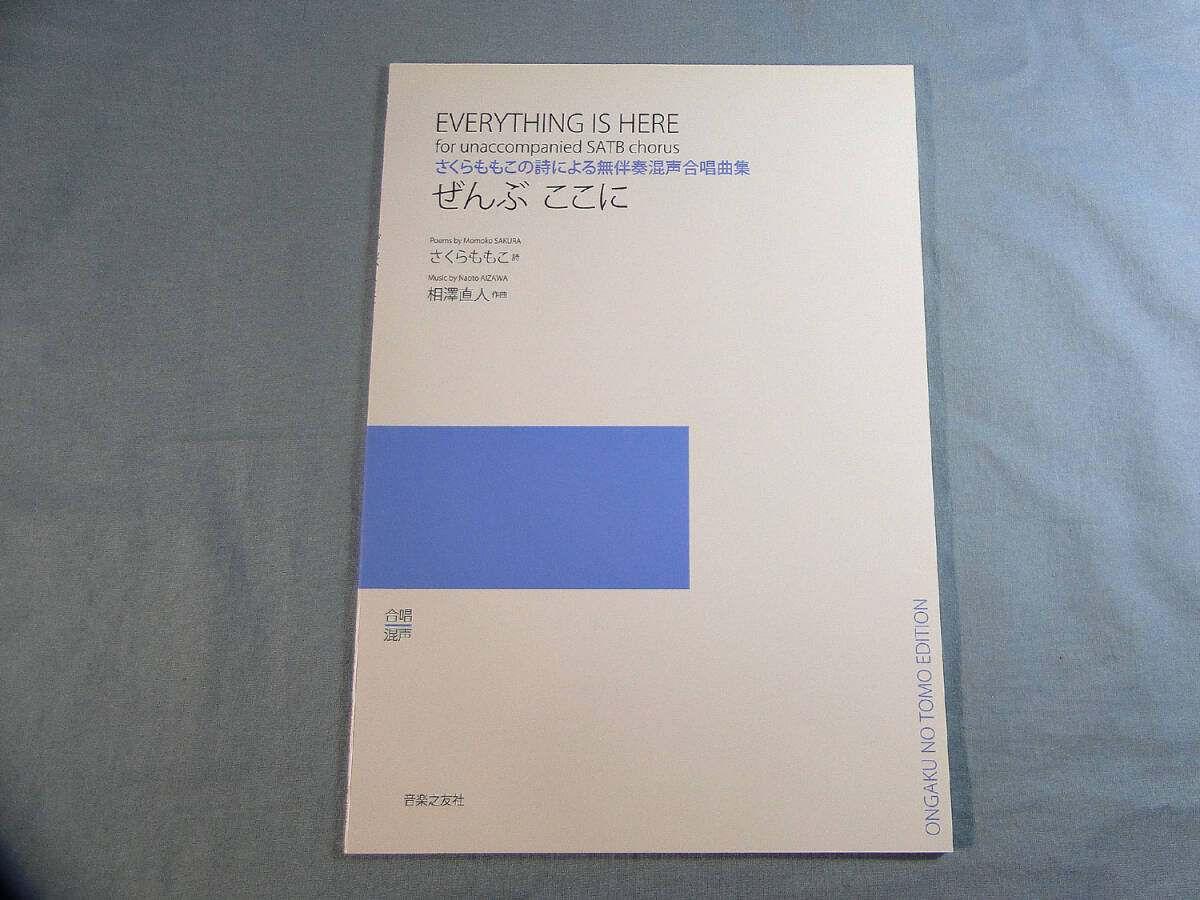 EVERYTHING IS HERE
for unaccompanied SATB chorus
さくらももこの詩による無伴奏混声合唱曲集
ぜんぶ ここに
Poems by Momoko SAKURA
さくらももこ 詩
Music by Naoto AIZAWA
相澤直人 作曲
合唱
混声
音楽之友社
ONGAKU NO TOMO EDITION